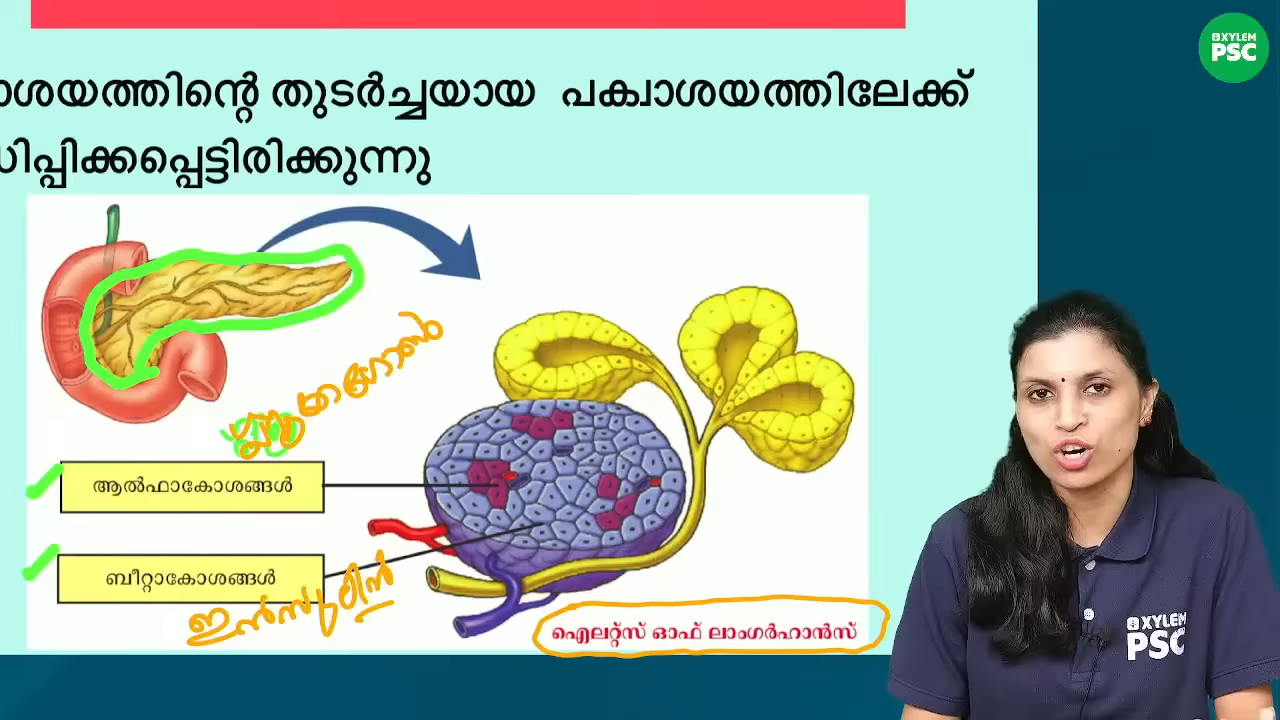 XYLEM
PSC
ാശയത്തിന്റെ തുടർച്ചയായ പക്വാശയത്തിലേക്ക്
ിപ്പിക്കപ്പെട്ടിരിക്കുന്നു
ഗ്ലൂക്കഗോൺ
ആൽഫാകോശങ്ങൾ
ബീറ്റാകോശങ്ങൾ
ഇൻസുലിൻ
ഐലറ്റ്സ് ഓഫ് ലാംഗർഹാൻസ്
XYLEM
PSC